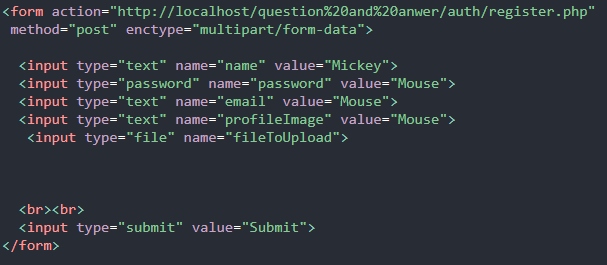 <form action="http://localhost/question%20and%20anwer/auth/register.php"
method="post" enctype="multipart/form-data">
<input type="text" name="name" value="Mickey">
<input type="password" name="password" value="Mouse">
<input type="text" name="email" value="Mouse">
<input type="text" name="profileImage" value="Mouse">
<input type="file" name="fileToUpload">
<br><br>
<input type="submit" value="Submit">
</form>